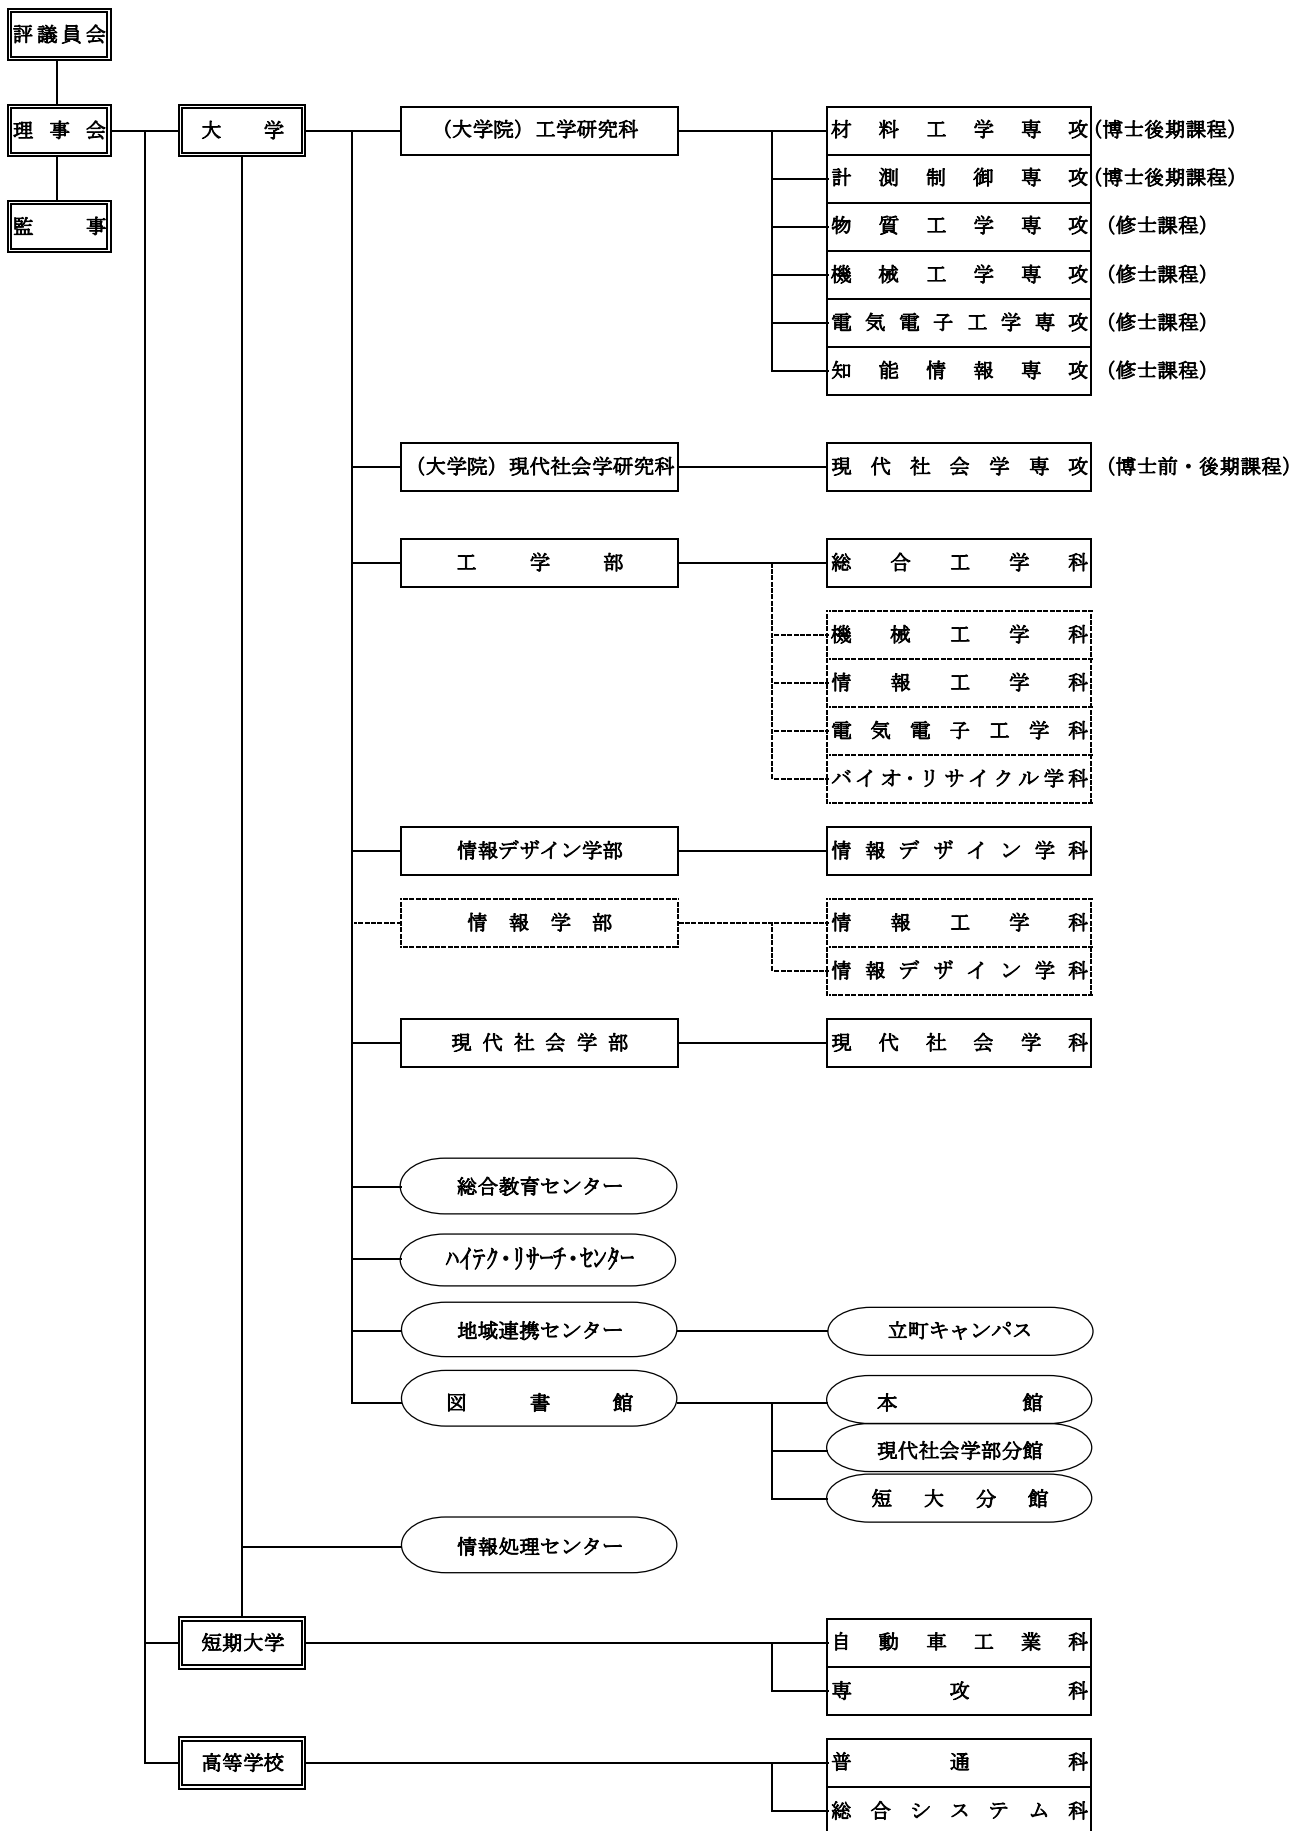 評議員会
理事会 大学 （大学院）工学研究科 材料工学専攻(博士後期課程)
計測制御専攻(博士後期課程)
監事 物質工学専攻 (修士課程)
機械工学専攻 (修士課程)
電気電子工学専攻 (修士課程)
知能情報専攻 (修士課程)
（大学院）現代社会学研究科 現代社会学専攻 (博士前・後期課程)
工学部 総合工学科
機械工学科
情報工学科
電気電子工学科
バイオ・リサイクル学科
情報デザイン学部 情報デザイン学科
情報学部 情報工学科
情報デザイン学科
現代社会学部 現代社会学科
総合教育センター
ハイテク・リサーチ・センター
地域連携センター 立町キャンパス
図書館 本館
現代社会学部分館
短大分館
情報処理センター
短期大学 自動車工業科
専攻科
高等学校 普通科
総合システム科